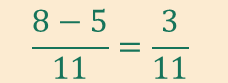 8 − 5 / 11 = 3 / 11